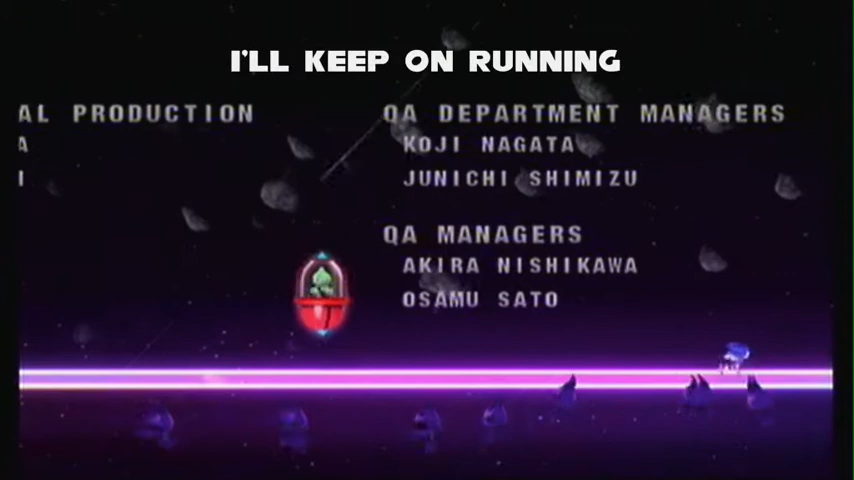 I'LL KEEP ON RUNNING
AL PRODUCTION
A
I
QA DEPARTMENT MANAGERS
KOJI NAGATA
JUNICHI SHIMIZU
QA MANAGERS
AKIRA NISHIKAWA
OSAMU SATO